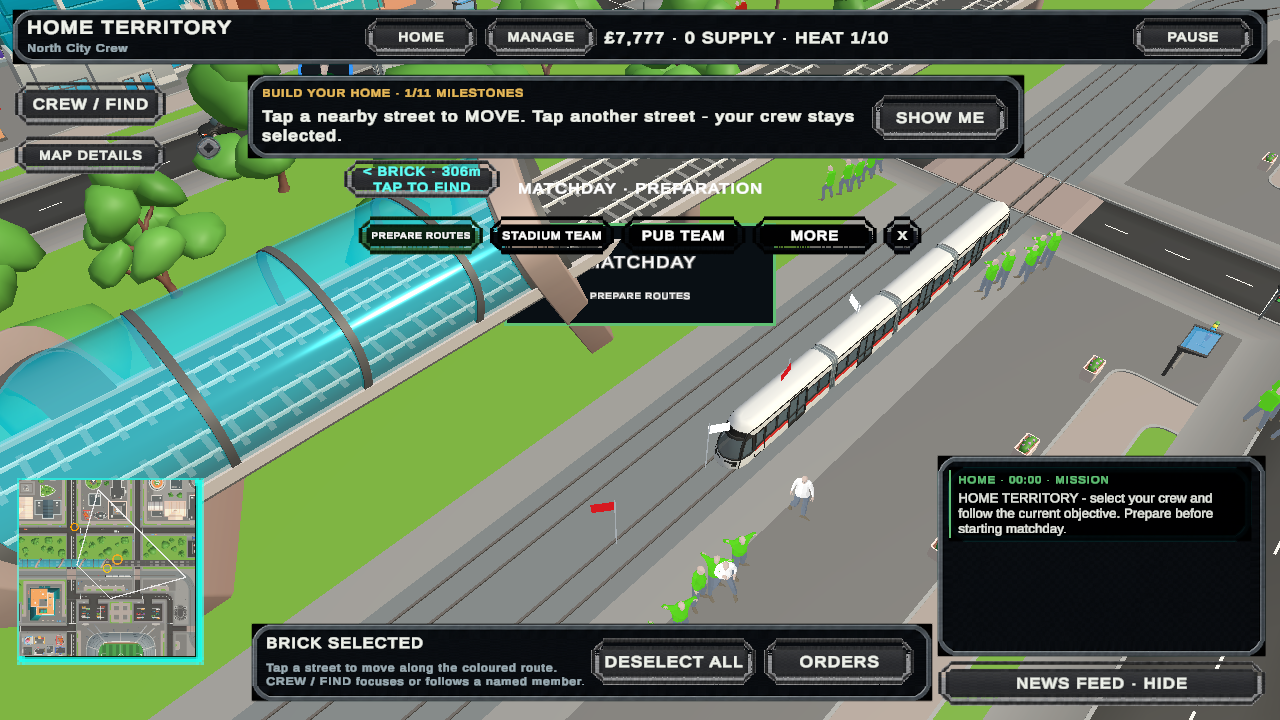 HOME TERRITORY
North City Crew
HOME
MANAGE
£7,777 · 0 SUPPLY · HEAT 1/10
PAUSE
CREW / FIND
MAP DETAILS
BUILD YOUR HOME · 1/11 MILESTONES
Tap a nearby street to MOVE. Tap another street - your crew stays
selected.
SHOW ME
< BRICK · 306m
TAP TO FIND
MATCHDAY · PREPARATION
PREPARE ROUTES
STADIUM TEAM
PUB TEAM
MORE
X
MATCHDAY
PREPARE ROUTES
HOME · 00:00 · MISSION
HOME TERRITORY - select your crew and
follow the current objective. Prepare before
starting matchday.
BRICK SELECTED
Tap a street to move along the coloured route.
CREW / FIND focuses or follows a named member.
DESELECT ALL
ORDERS
NEWS FEED · HIDE